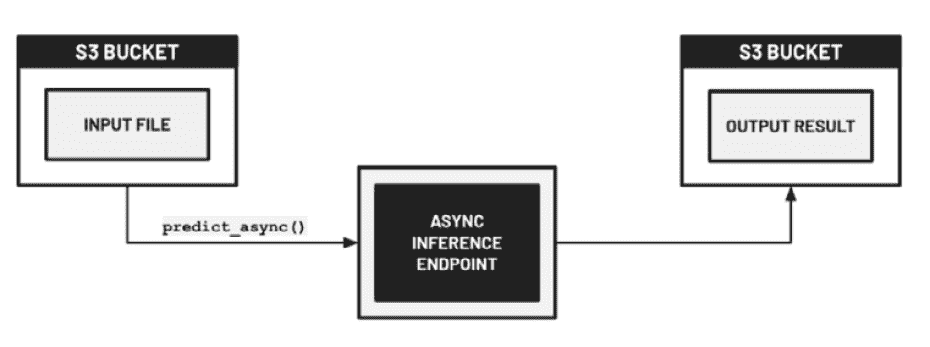 S3 BUCKET
INPUT FILE
predict_async()
ASYNC
INFERENCE
ENDPOINT
S3 BUCKET
OUTPUT RESULT